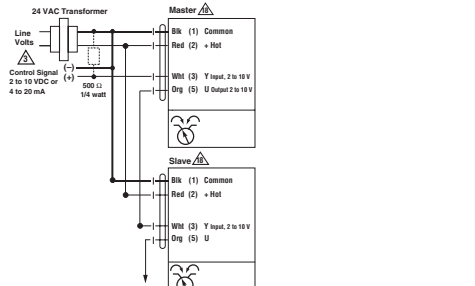 24 VAC Transformer
Line
Volts
3
Control Signal
2 to 10 VDC or
4 to 20 mA
(–)
(+)
500 Ω
1/4 watt
Master 18
Blk (1) Common
Red (2) + Hot
Wht (3) Y Input, 2 to 10 V
Org (5) U Output 2 to 10 V
Slave 18
Blk (1) Common
Red (2) + Hot
Wht (3) Y Input, 2 to 10 V
Org (5) U